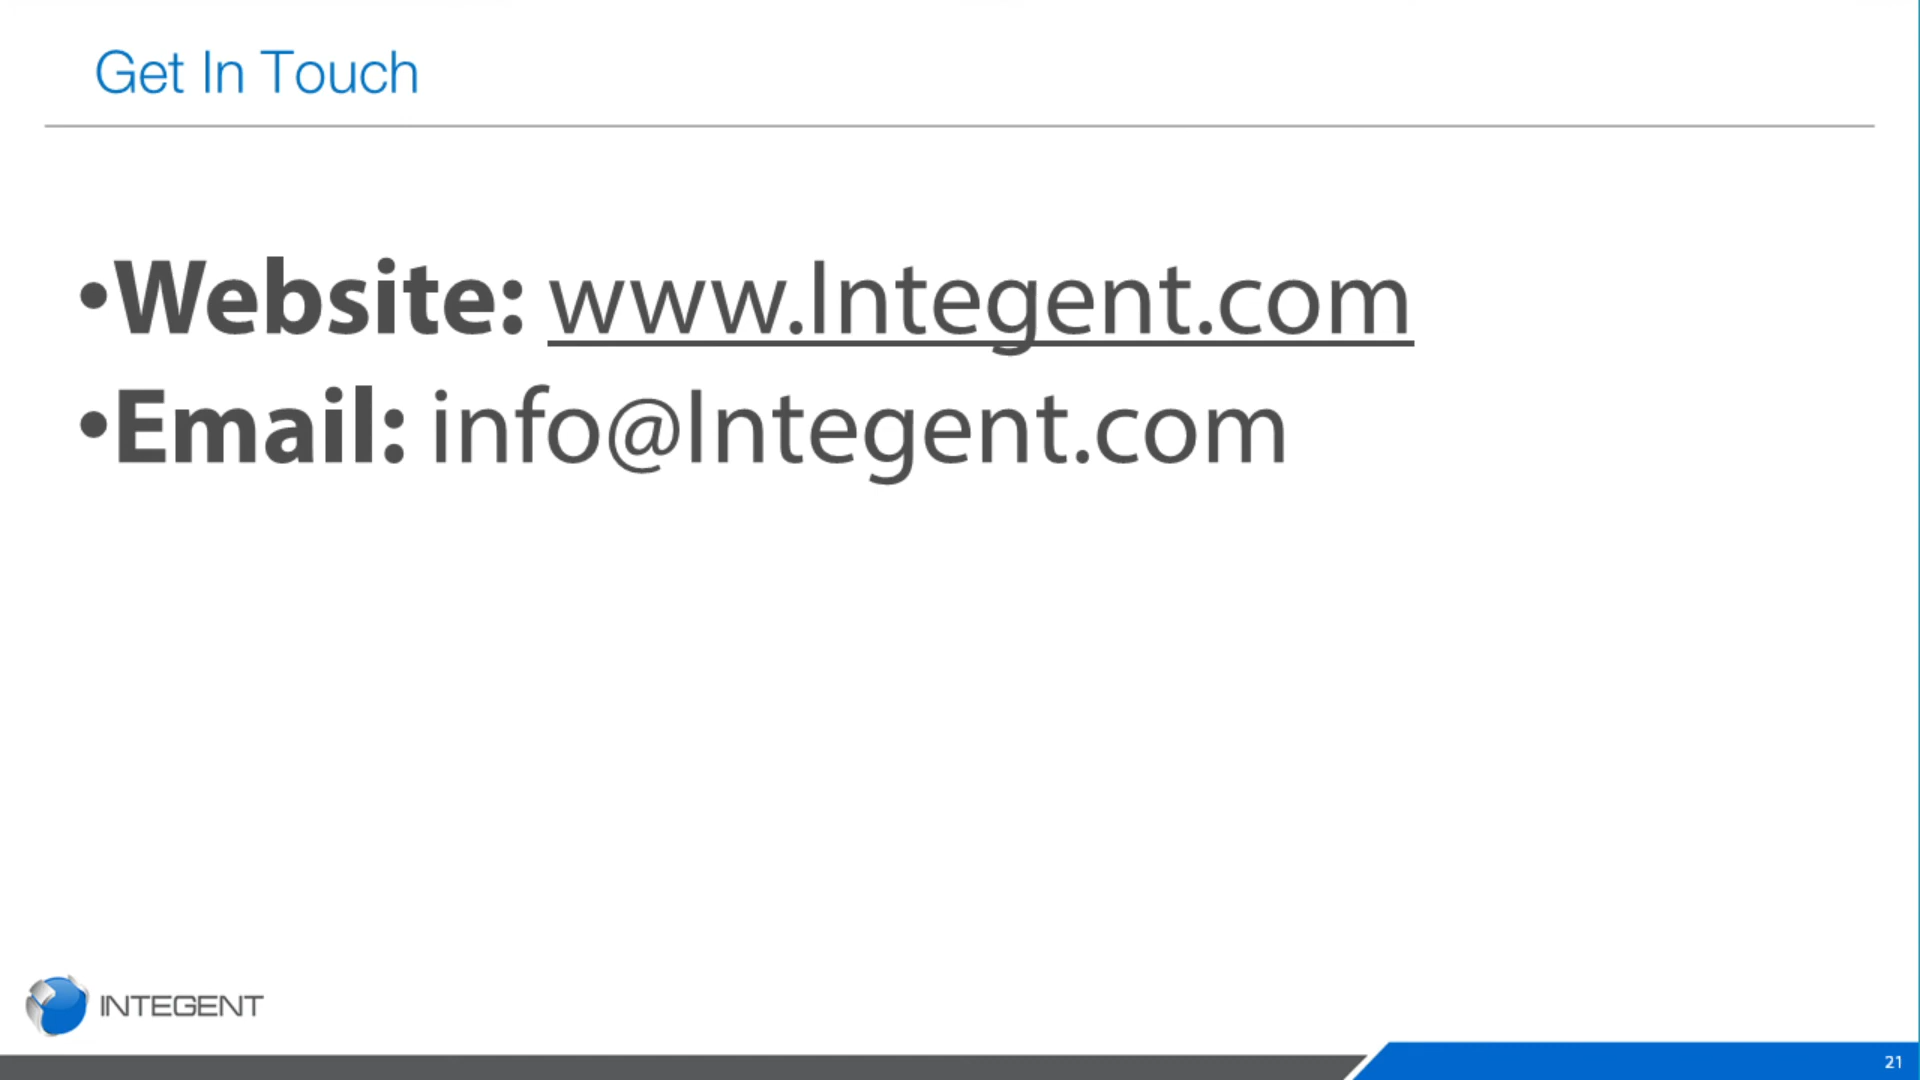 Get In Touch
•Website: www.Integent.com
•Email: info@Integent.com
INTEGENT
21